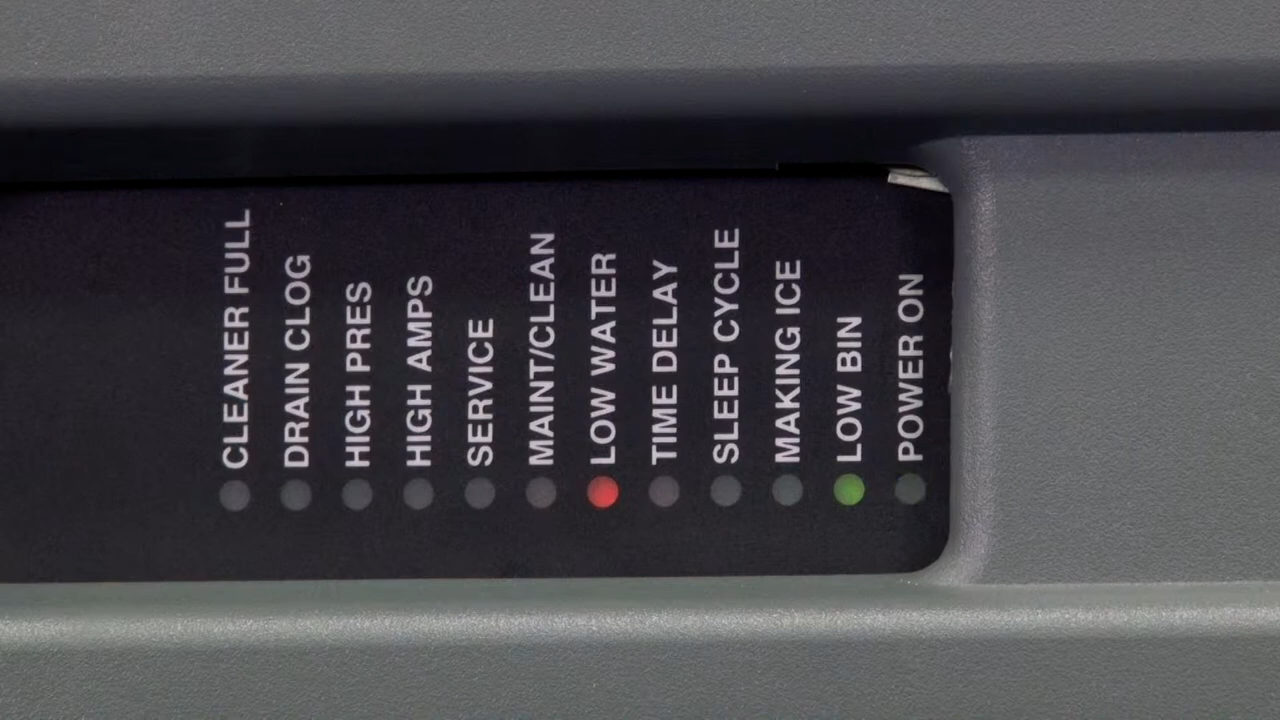 CLEANER FULL
DRAIN CLOG
HIGH PRES
HIGH AMPS
SERVICE
MAINT/CLEAN
LOW WATER
TIME DELAY
SLEEP CYCLE
MAKING ICE
LOW BIN
POWER ON